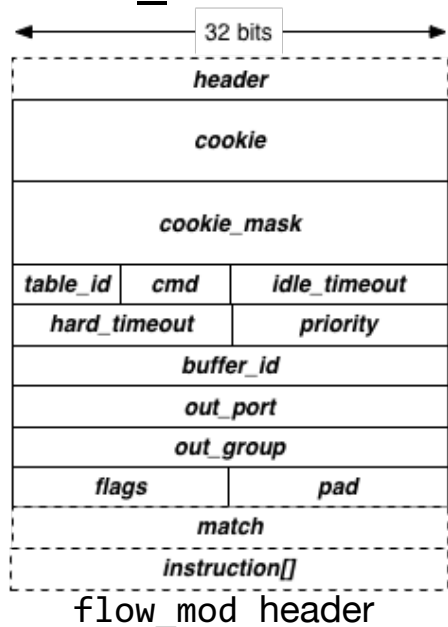 32 bits
header
cookie
cookie_mask
table_id cmd idle_timeout
hard_timeout priority
buffer_id
out_port
out_group
flags pad
match
instruction[]
flow_mod header